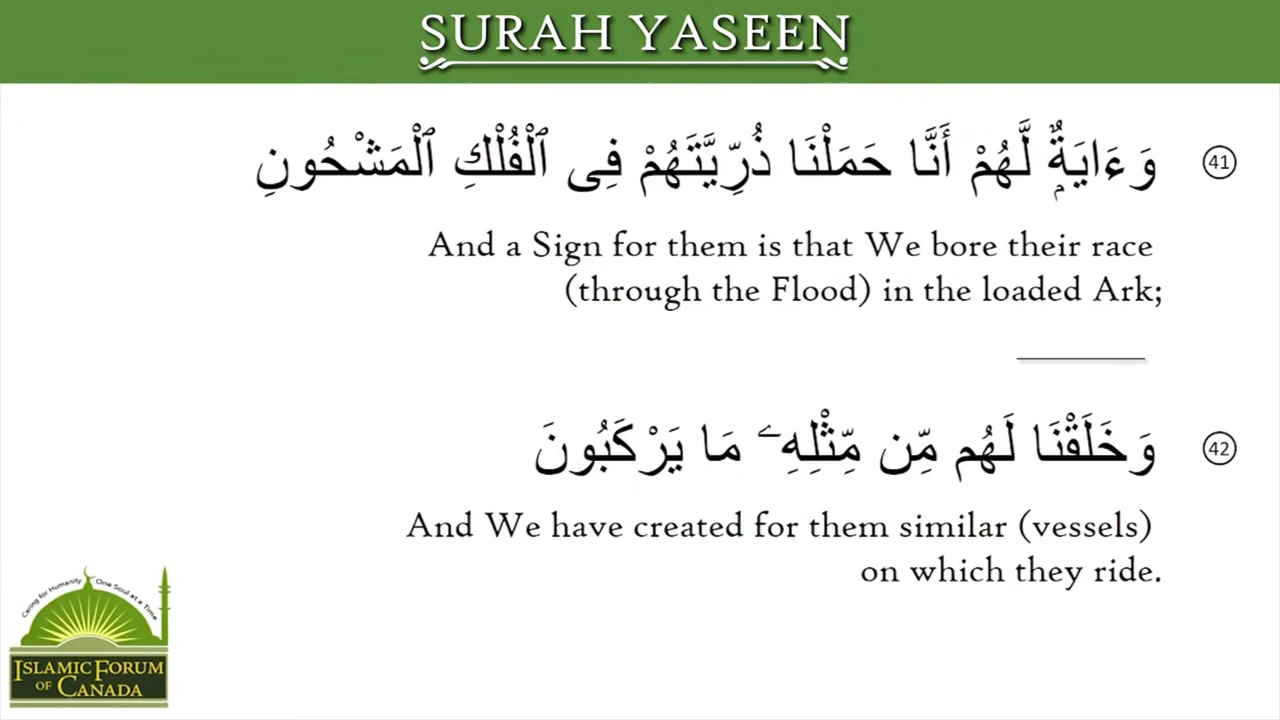 SURAH YASEEN
وَءَايَةٌۭ لَّهُمْ أَنَّا حَمَلْنَا ذُرِّيَّتَهُمْ فِى ٱلْفُلْكِ ٱلْمَشْحُونِ
41
And a Sign for them is that We bore their race
(through the Flood) in the loaded Ark;
وَخَلَقْنَا لَهُم مِّن مِّثْلِهِۦ مَا يَرْكَبُونَ
42
And We have created for them similar (vessels)
on which they ride.
Caring for Humanity One Soul at a Time
ISLAMIC FORUM
OF CANADA